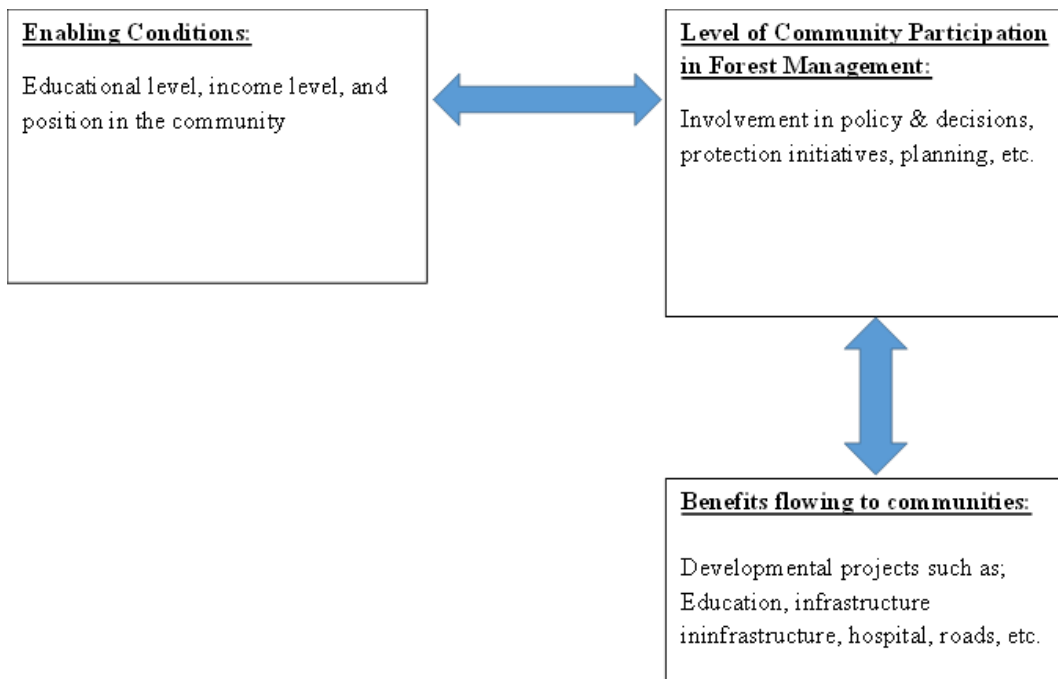 Enabling Conditions:
Educational level, income level, and
position in the community
Level of Community Participation
in Forest Management:
Involvement in policy & decisions,
protection initiatives, planning, etc.
Benefits flowing to communities:
Developmental projects such as;
Education, infrastructure
ininfrastructure, hospital, roads, etc.